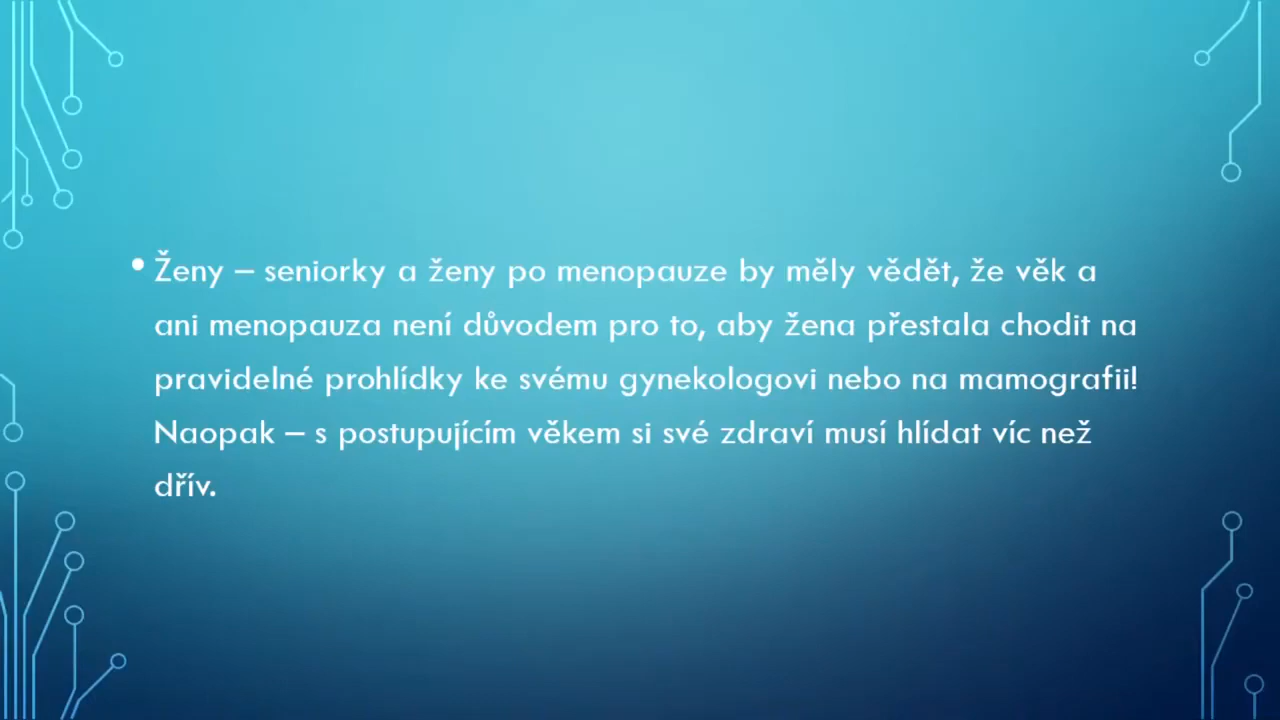 • Ženy – seniorky a ženy po menopauze by měly vědět, že věk a
ani menopauza není důvodem pro to, aby žena přestala chodit na
pravidelné prohlídky ke svému gynekologovi nebo na mamografii!
Naopak – s postupujícím věkem si své zdraví musí hlídat víc než
dřív.